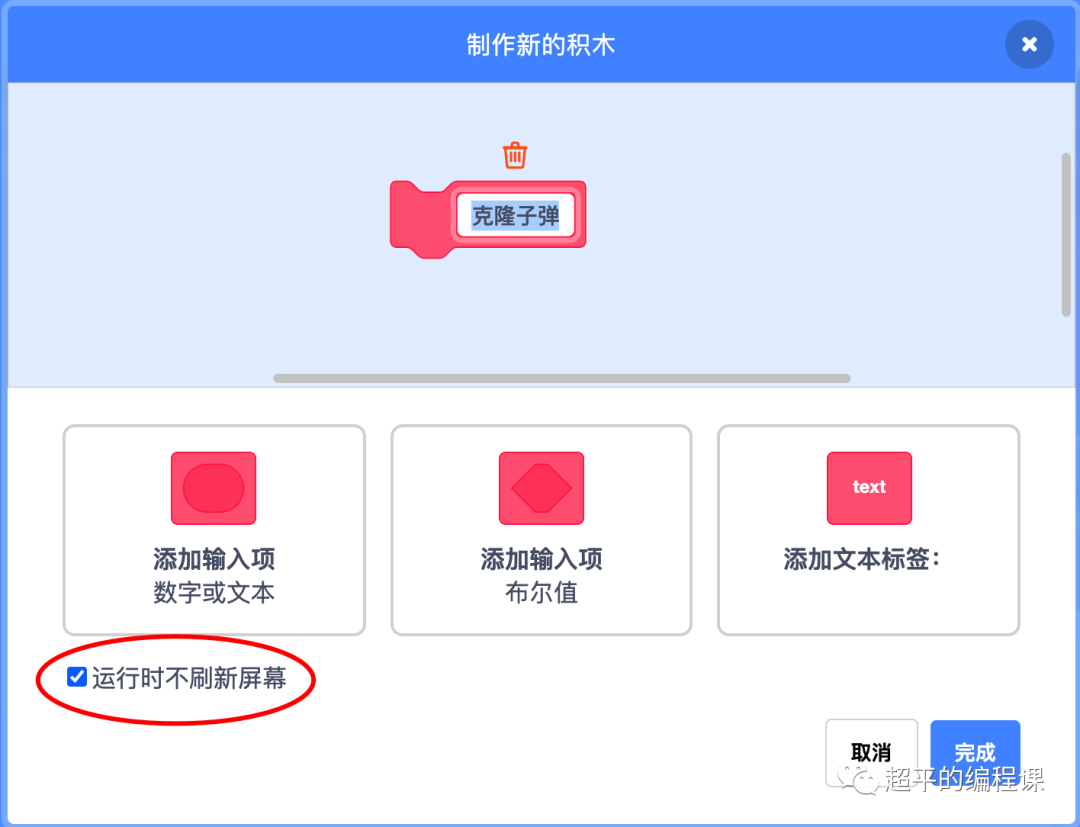 制作新的积木
克隆子弹
添加输入项
数字或文本
添加输入项
布尔值
text
添加文本标签:
运行时不刷新屏幕
取消
完成
超平的编程课